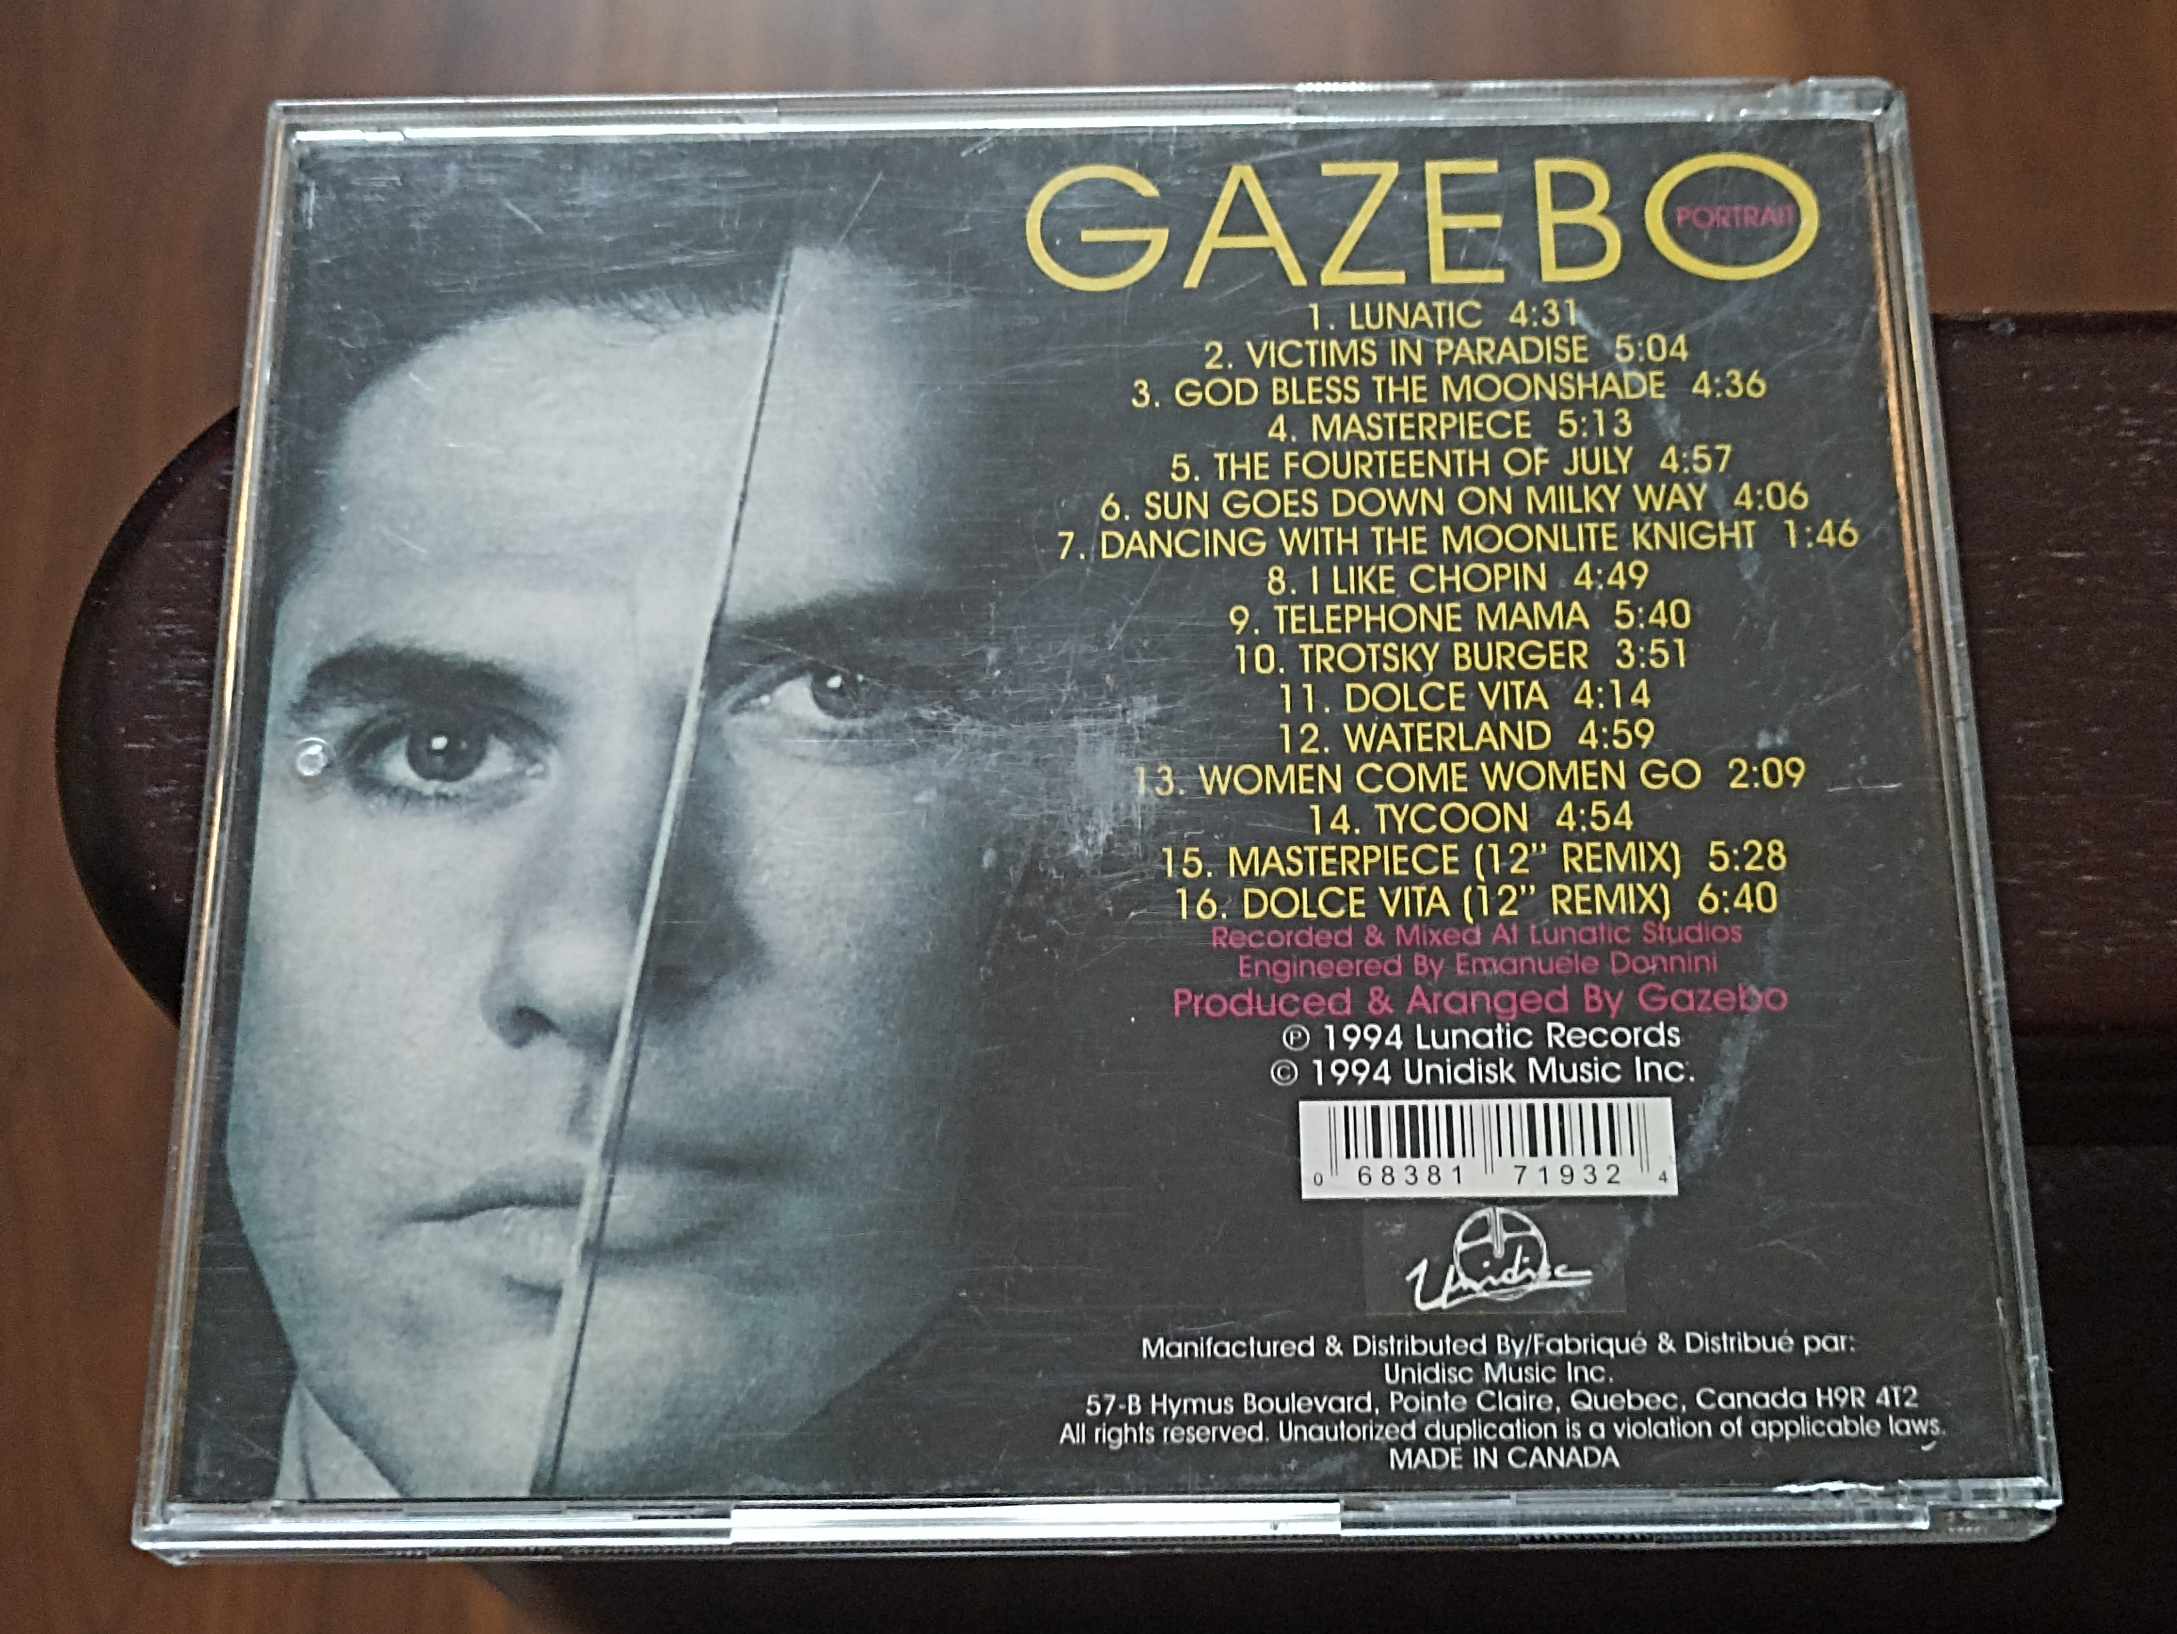 GAZEBO
PORTRAIT
1. LUNATIC 4:31
2. VICTIMS IN PARADISE 5:04
3. GOD BLESS THE MOONSHADE 4:36
4. MASTERPIECE 5:13
5. THE FOURTEENTH OF JULY 4:57
6. SUN GOES DOWN ON MILKY WAY 4:06
7. DANCING WITH THE MOONLITE KNIGHT 1:46
8. I LIKE CHOPIN 4:49
9. TELEPHONE MAMA 5:40
10. TROTSKY BURGER 3:51
11. DOLCE VITA 4:14
12. WATERLAND 4:59
13. WOMEN COME WOMEN GO 2:09
14. TYCOON 4:54
15. MASTERPIECE (12" REMIX) 5:28
16. DOLCE VITA (12" REMIX) 6:40
Recorded & Mixed At Lunatic Studios
Engineered By Emanuele Donnini
Produced & Aranged By Gazebo
℗ 1994 Lunatic Records
© 1994 Unidisk Music Inc.
0 68381 71932 4
Unidisc
Manifactured & Distributed By/Fabriqué & Distribué par:
Unidisc Music Inc.
57-B Hymus Boulevard, Pointe Claire, Quebec, Canada H9R 4T2
All rights reserved. Unautorized duplication is a violation of applicable laws.
MADE IN CANADA